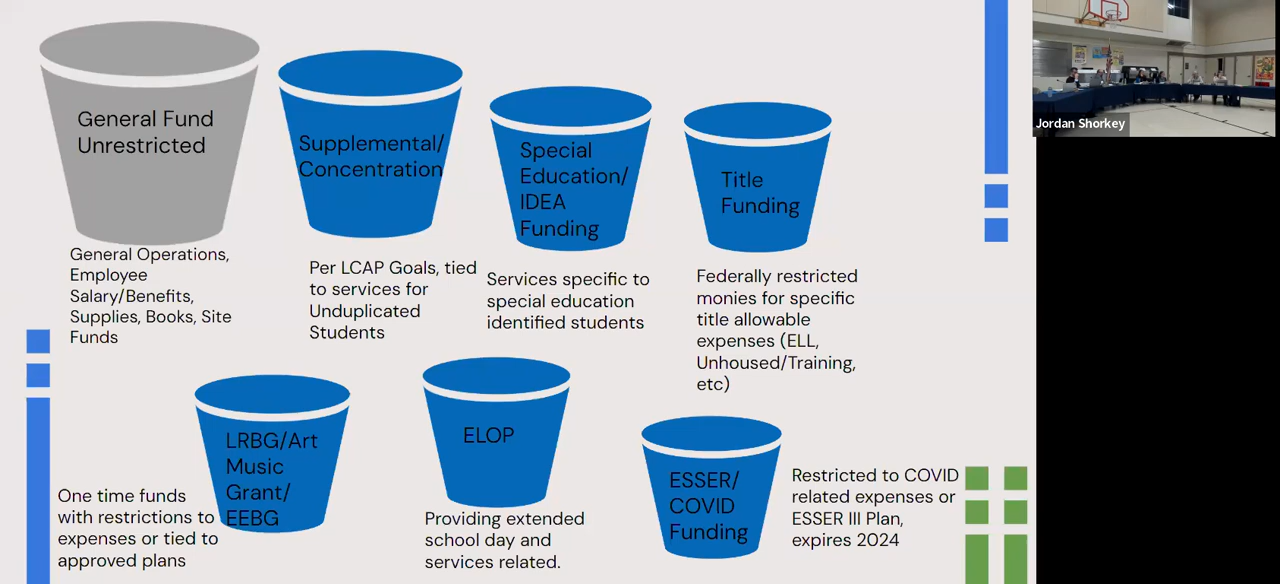 General Fund
Unrestricted
General Operations,
Employee
Salary/Benefits,
Supplies, Books, Site
Funds
Supplemental/
Concentration
Per LCAP Goals, tied
to services for
Unduplicated
Students
Special
Education/
IDEA
Funding
Services specific to
special education
identified students
Title
Funding
Federally restricted
monies for specific
title allowable
expenses (ELL,
Unhoused/Training,
etc)
Jordan Shorkey
LRBG/Art
Music
Grant/
EEBG
One time funds
with restrictions to
expenses or tied to
approved plans
ELOP
Providing extended
school day and
services related.
ESSER/
COVID
Funding
Restricted to COVID
related expenses or
ESSER III Plan,
expires 2024